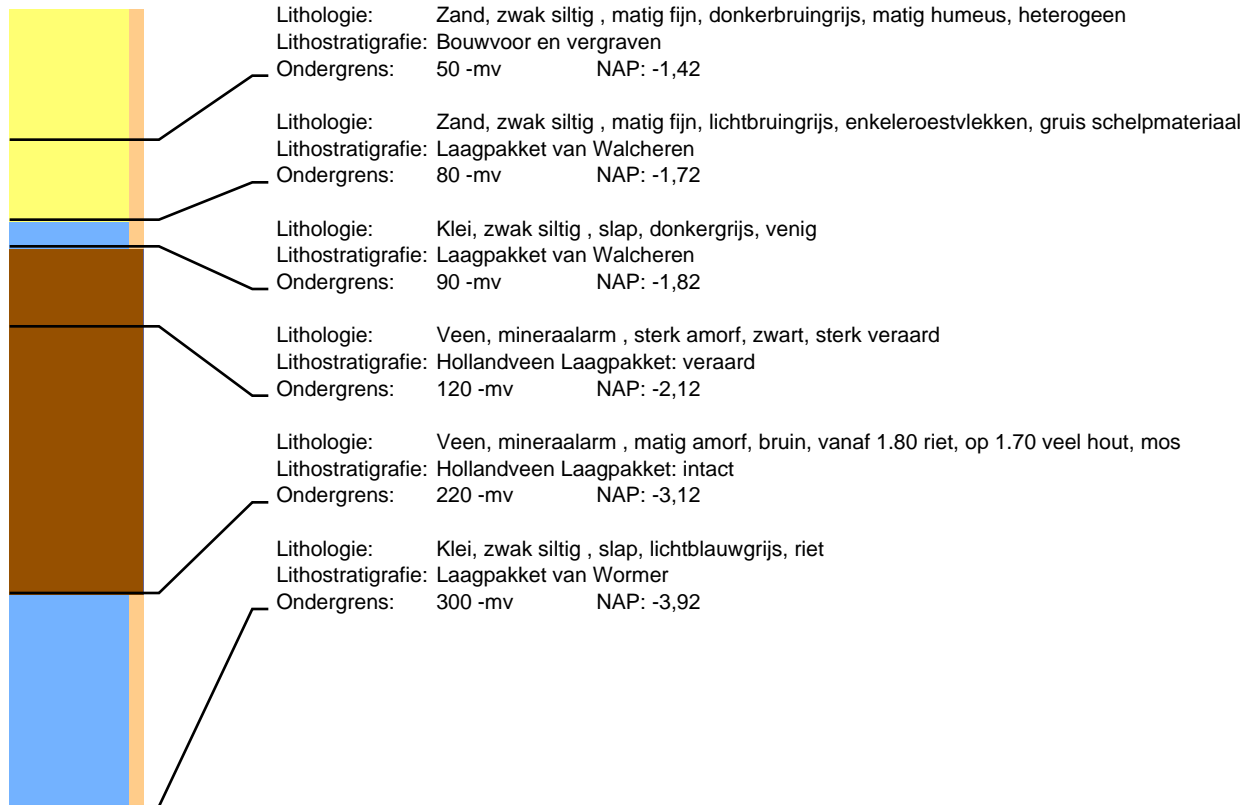 Lithologie: Zand, zwak siltig , matig fijn, donkerbruingrijs, matig humeus, heterogeen
Lithostratigrafie: Bouwvoor en vergraven
Ondergrens: 50 -mv NAP: -1,42
Lithologie: Zand, zwak siltig , matig fijn, lichtbruingrijs, enkeleroestvlekken, gruis schelpmateriaal
Lithostratigrafie: Laagpakket van Walcheren
Ondergrens: 80 -mv NAP: -1,72
Lithologie: Klei, zwak siltig , slap, donkergrijs, venig
Lithostratigrafie: Laagpakket van Walcheren
Ondergrens: 90 -mv NAP: -1,82
Lithologie: Veen, mineraalarm , sterk amorf, zwart, sterk veraard
Lithostratigrafie: Hollandveen Laagpakket: veraard
Ondergrens: 120 -mv NAP: -2,12
Lithologie: Veen, mineraalarm , matig amorf, bruin, vanaf 1.80 riet, op 1.70 veel hout, mos
Lithostratigrafie: Hollandveen Laagpakket: intact
Ondergrens: 220 -mv NAP: -3,12
Lithologie: Klei, zwak siltig , slap, lichtblauwgrijs, riet
Lithostratigrafie: Laagpakket van Wormer
Ondergrens: 300 -mv NAP: -3,92